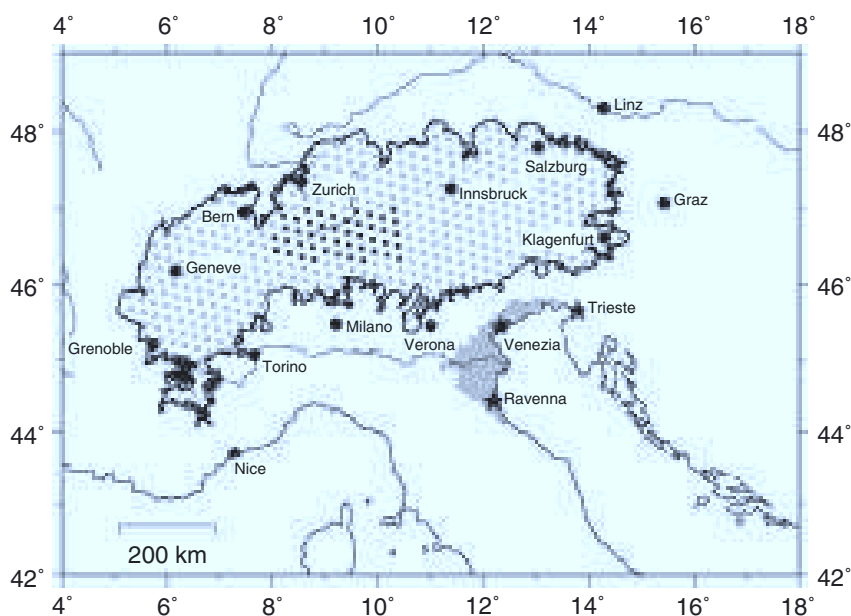 4° 6° 8° 10° 12° 14° 16° 18°
Linz
48° 48°
Salzburg
Zurich
Innsbruck
Graz
Bern
Klagenfurt
Geneve
46° 46°
Trieste
Milano
Verona Venezia
Grenoble
Torino
Ravenna
44° 44°
Nice
200 km
42° 42°
4° 6° 8° 10° 12° 14° 16° 18°